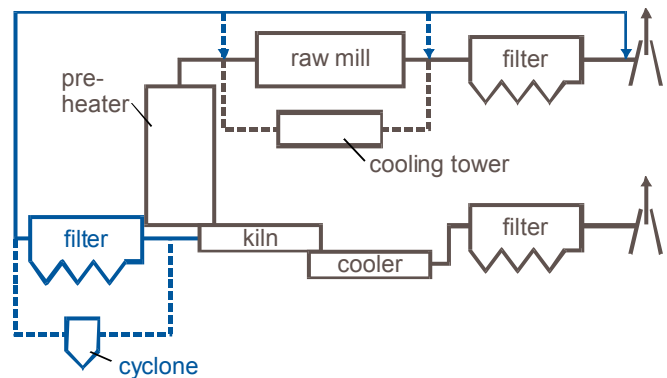 raw mill
filter
pre-
heater
cooling tower
filter
filter
kiln
cooler
cyclone